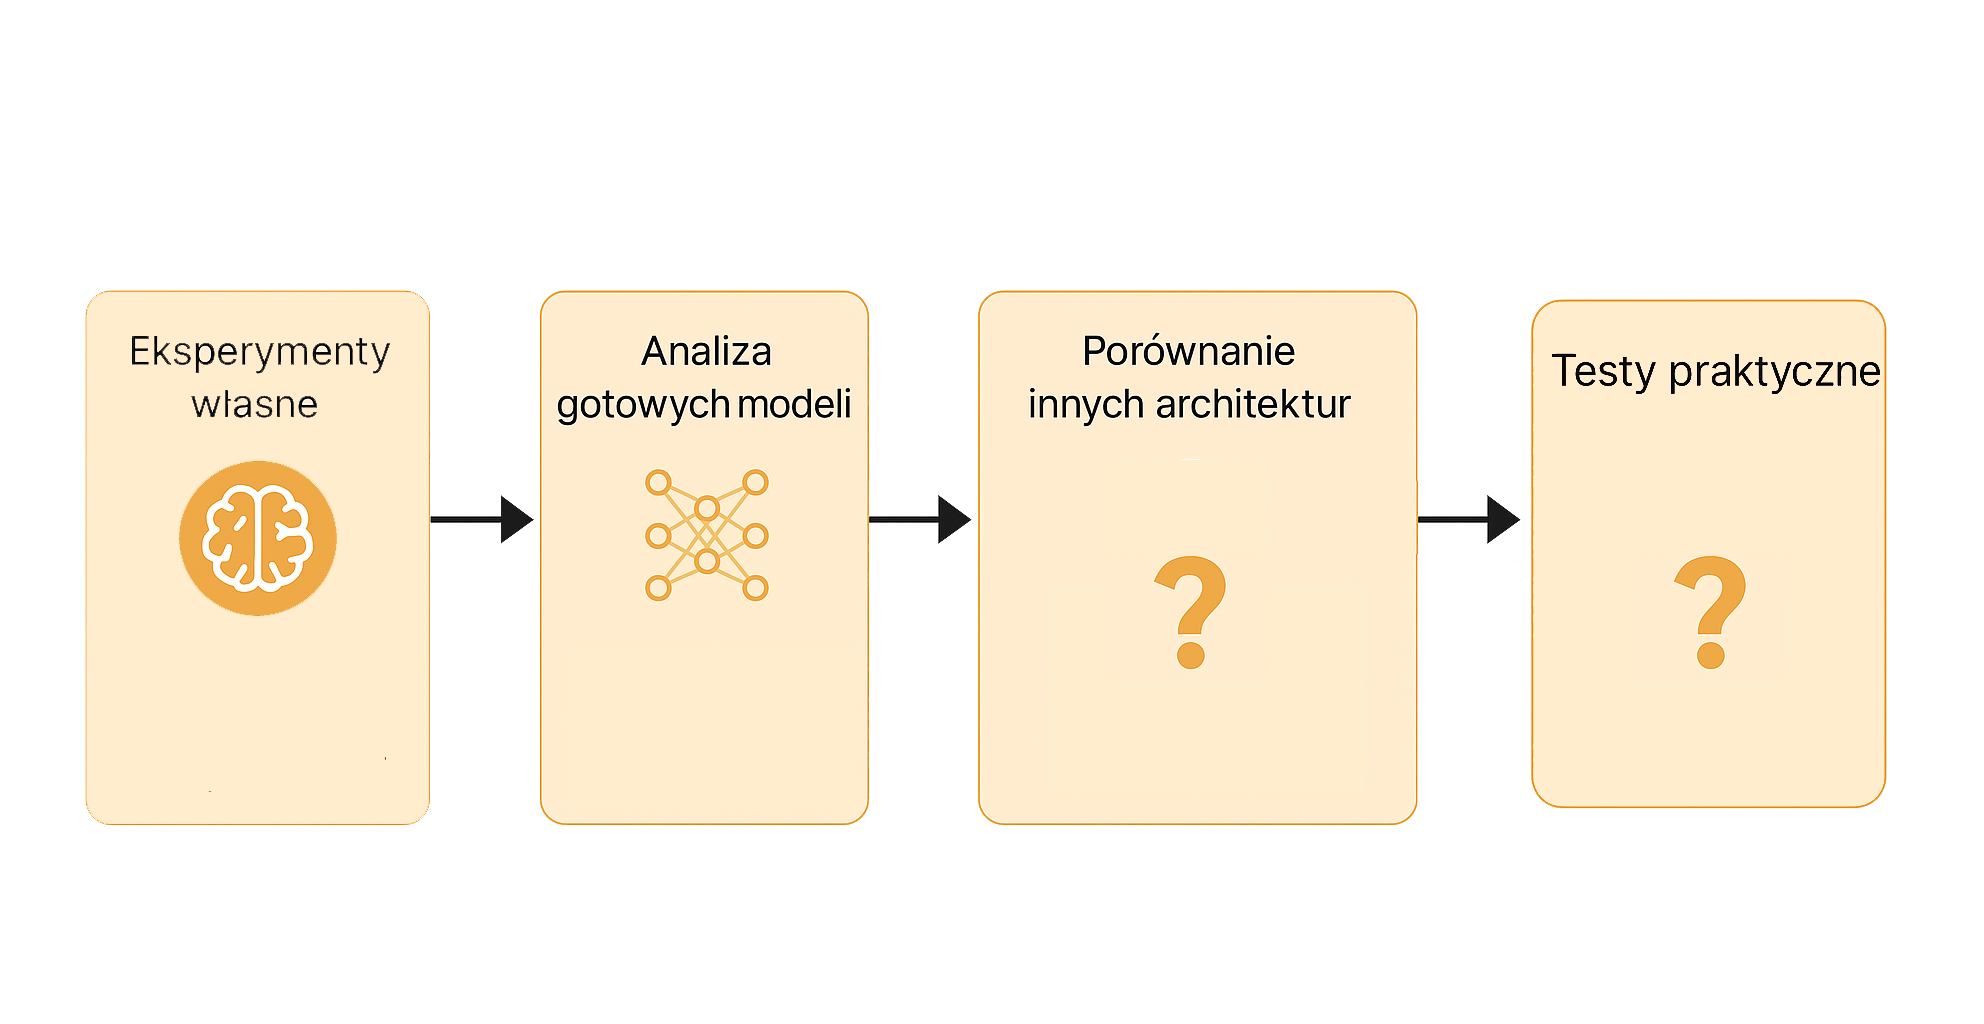 Eksperymenty
własne
Analiza
gotowych modeli
Porównanie
innych architektur
?
Testy praktyczne
?